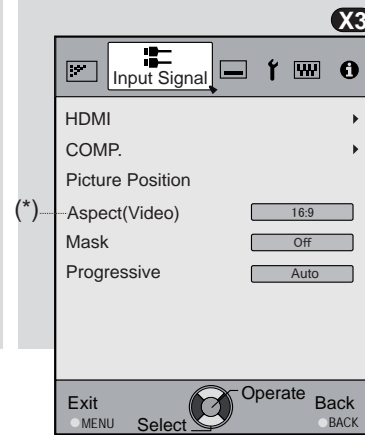 X3
Input Signal
HDMI
COMP.
Picture Position
(*) Aspect(Video) 16:9
Mask Off
Progressive Auto
Exit Operate Back
MENU Select BACK